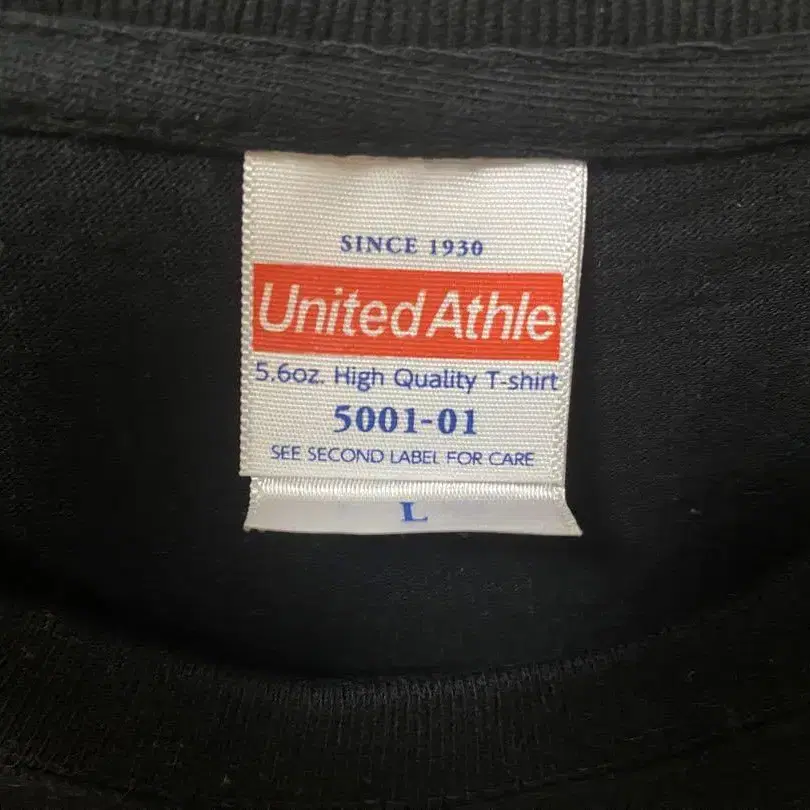 SINCE 1930
United Athle
5.6oz. High Quality T-shirt
5001-01
SEE SECOND LABEL FOR CARE
L